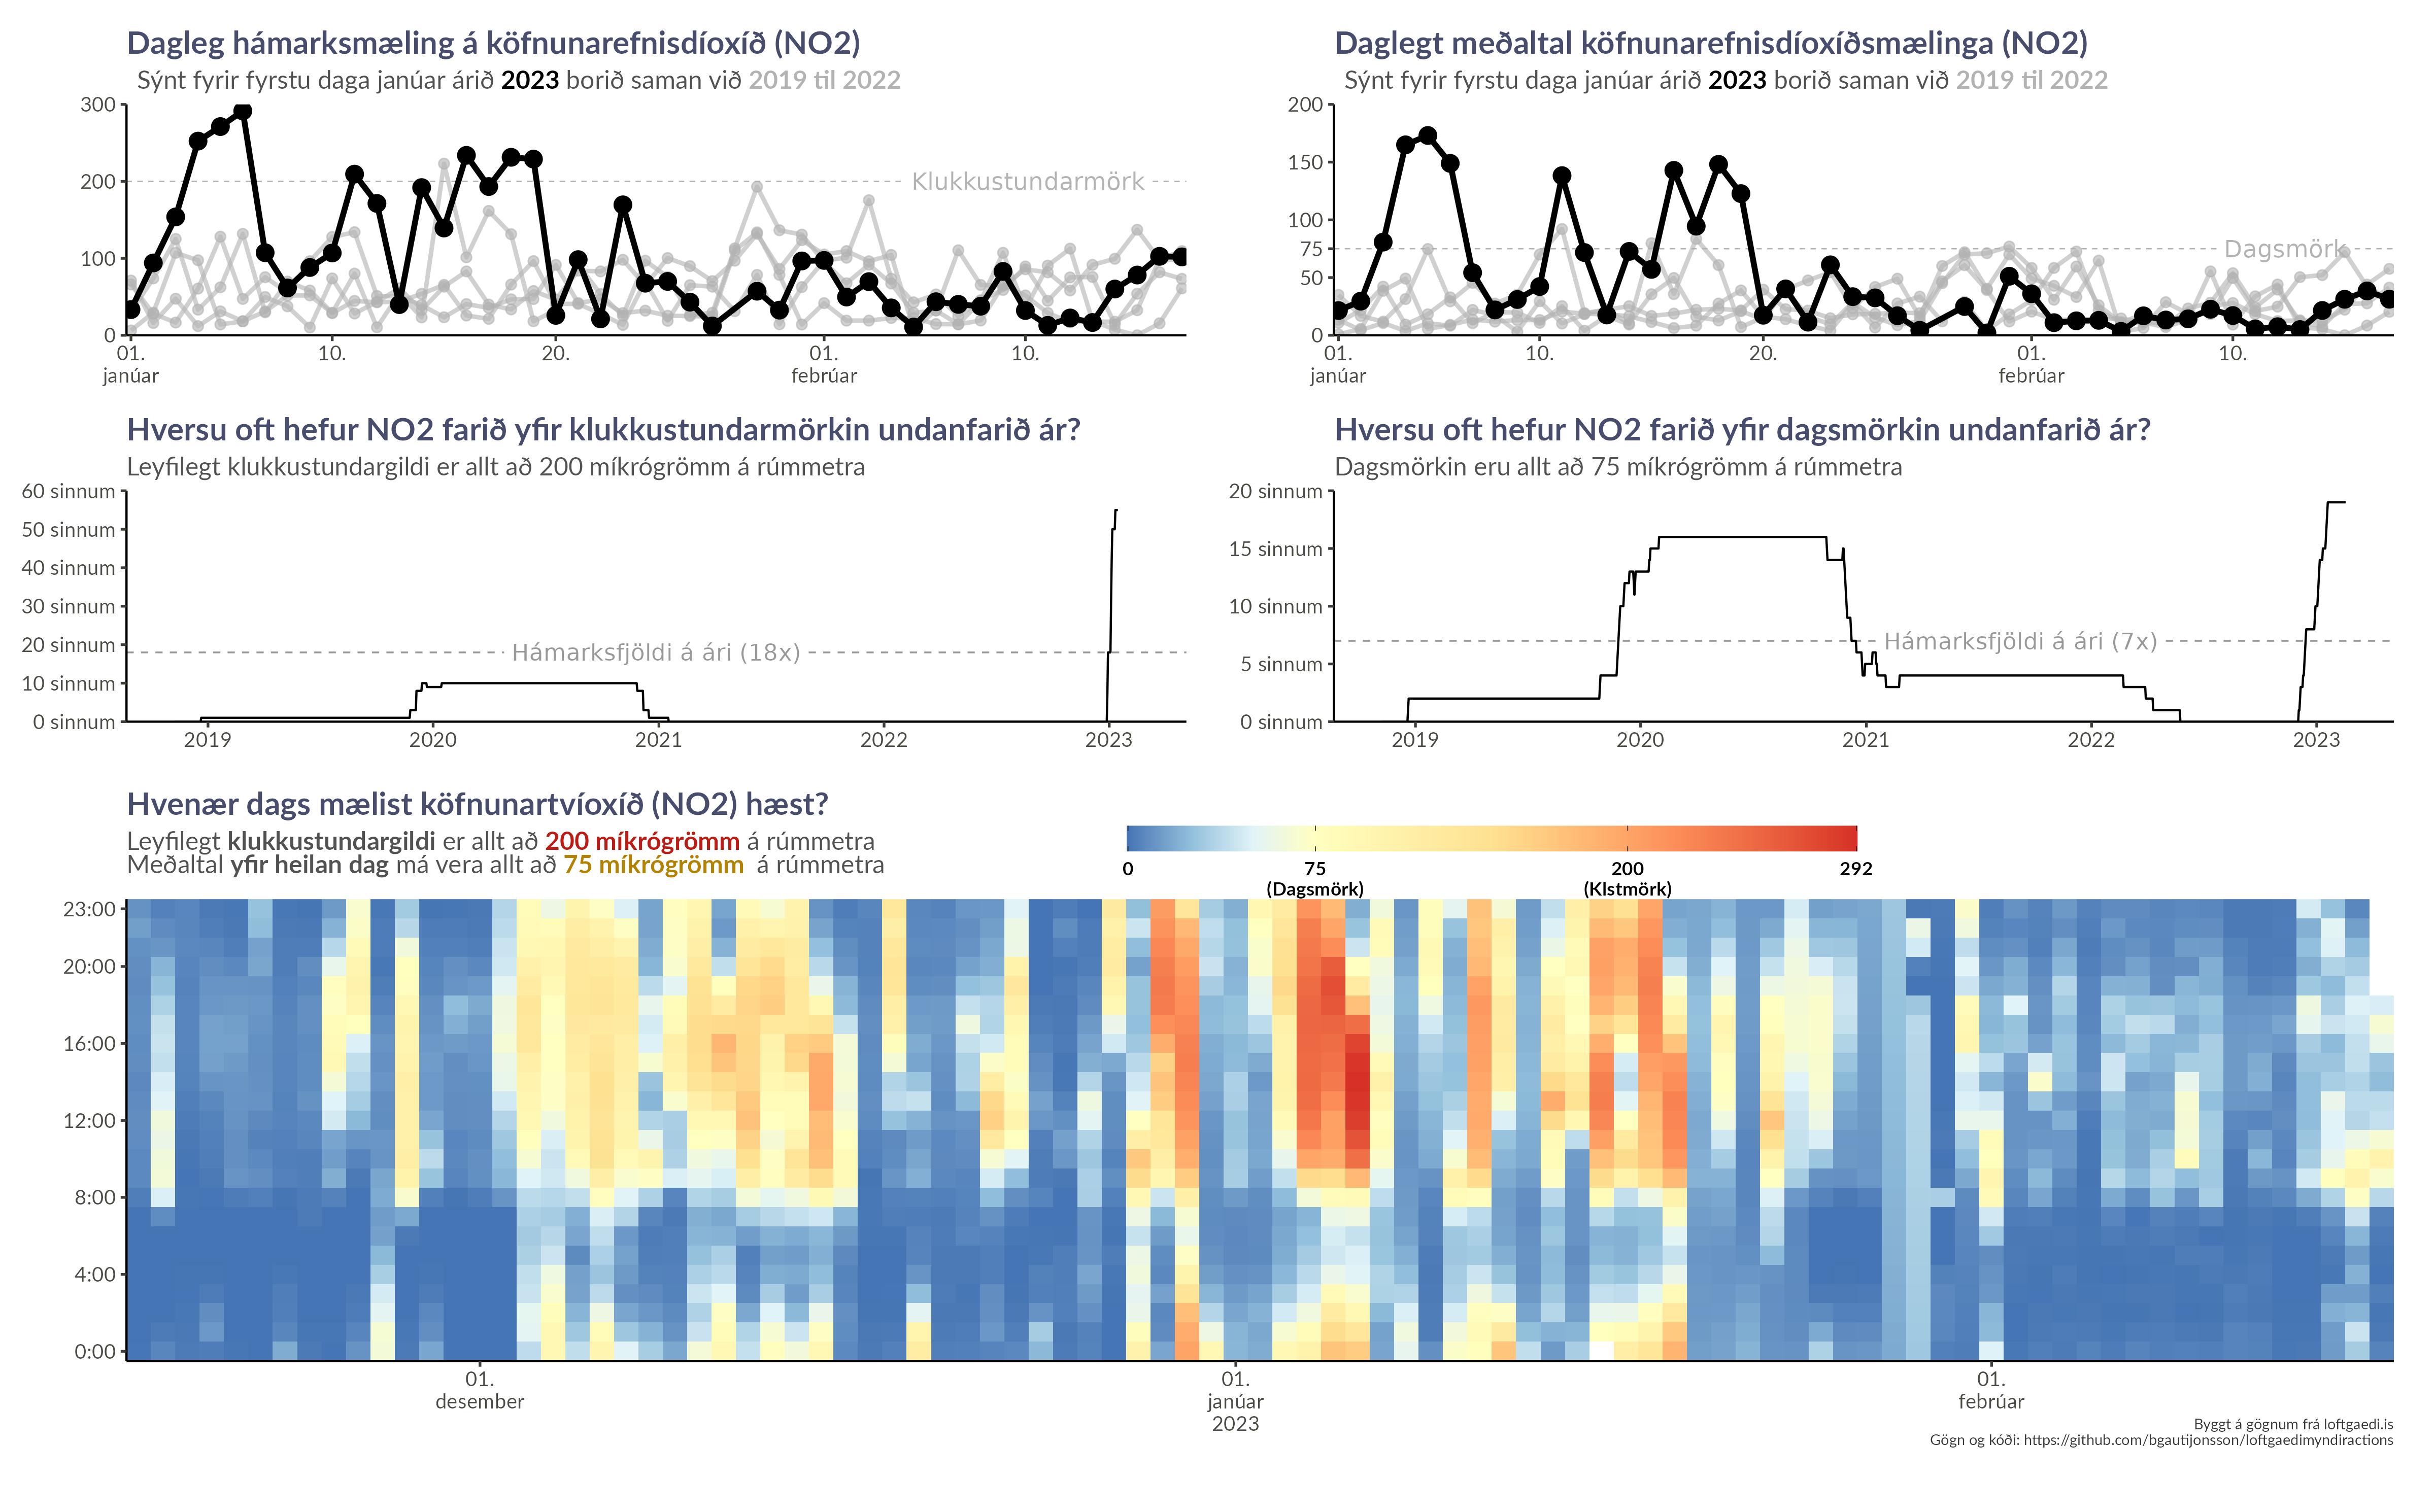 Dagleg hámarksmæling á köfnunarefnisdíoxíð (NO2)
Sýnt fyrir fyrstu daga janúar árið 2023 borið saman við 2019 til 2022
300
200
100
0
Klukkustundarmörk
01.
janúar
10.
20.
01.
febrúar
10.
Daglegt meðaltal köfnunarefnisdíoxíðsmælinga (NO2)
Sýnt fyrir fyrstu daga janúar árið 2023 borið saman við 2019 til 2022
200
150
100
75
50
0
Dagsmörk
01.
janúar
10.
20.
01.
febrúar
10.
Hversu oft hefur NO2 farið yfir klukkustundarmörkin undanfarið ár?
Leyfilegt klukkustundargildi er allt að 200 míkrógrömm á rúmmetra
60 sinnum
50 sinnum
40 sinnum
30 sinnum
20 sinnum
10 sinnum
0 sinnum
Hámarksfjöldi á ári (18x)
2019
2020
2021
2022
2023
Hversu oft hefur NO2 farið yfir dagsmörkin undanfarið ár?
Dagsmörkin eru allt að 75 míkrógrömm á rúmmetra
20 sinnum
15 sinnum
10 sinnum
5 sinnum
0 sinnum
Hámarksfjöldi á ári (7x)
2019
2020
2021
2022
2023
Hvenær dags mælist köfnunartvíoxíð (NO2) hæst?
Leyfilegt klukkustundargildi er allt að 200 míkrógrömm á rúmmetra
Meðaltal yfir heilan dag má vera allt að 75 míkrógrömm á rúmmetra
0
75
(Dagsmörk)
200
(Klstmörk)
292
23:00
20:00
16:00
12:00
8:00
4:00
0:00
01.
desember
01.
janúar
2023
01.
febrúar
Byggt á gögnum frá loftgaedi.is
Gögn og kóði: https://github.com/bgautijonsson/loftgaedimyndiractions